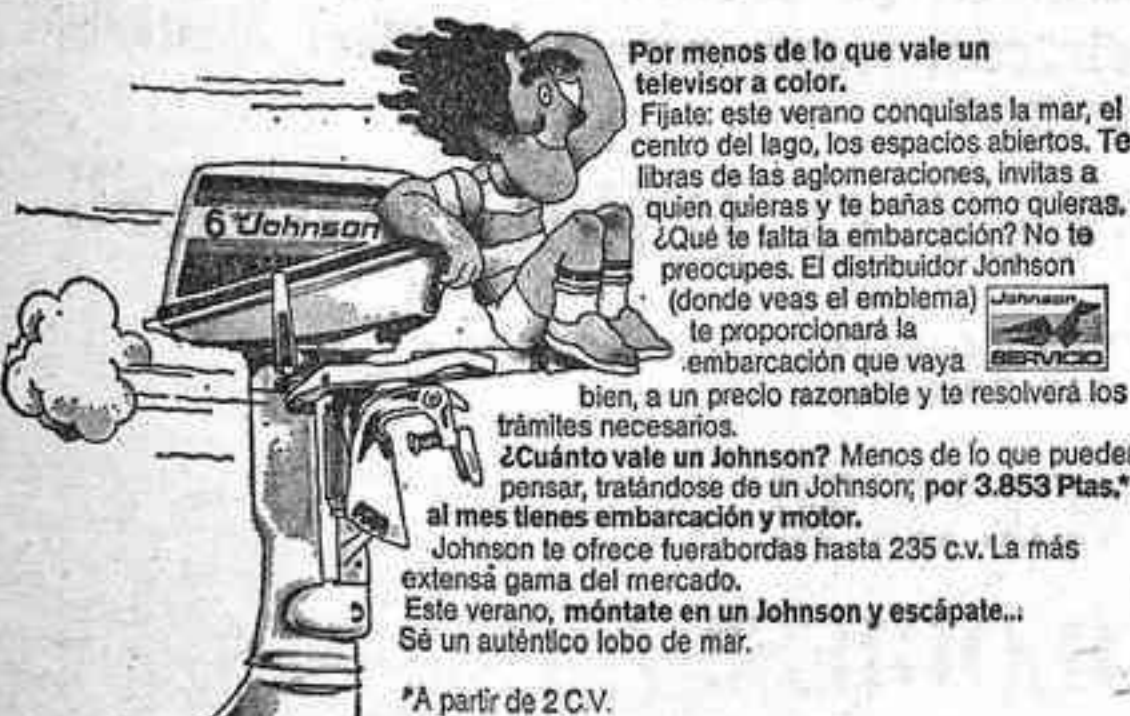 Por menos de lo que vale un
televisor a color.
Fíjate: este verano conquistas la mar, el
centro del lago, los espacios abiertos. Te
libras de las aglomeraciones, invitas a
quien quieras y te bañas como quieras.
6 Johnson
¿Qué te falta la embarcación? No te
preocupes. El distribuidor Jonhson
(donde veas el emblema)
Johnson
SERVICIO
te proporcionará la
embarcación que vaya
bien, a un precio razonable y te resolverá los
trámites necesarios.
¿Cuánto vale un Johnson? Menos de lo que puedes
pensar, tratándose de un Johnson; por 3.853 Ptas.*
al mes tienes embarcación y motor.
Johnson te ofrece fuerabordas hasta 235 c.v. La más
extensa gama del mercado.
Este verano, móntate en un Johnson y escápate...
Sé un auténtico lobo de mar.
*A partir de 2 C.V.